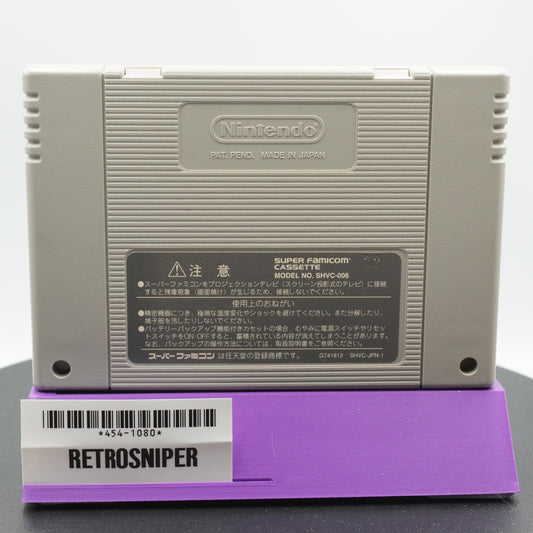 Nintendo
PAT. PEND. MADE IN JAPAN
⚠注意
SUPER FAMICOM
CASSETTE
MODEL NO. SHVC-006
●スーパーファミコンをプロジェクションテレビ(スクリーン投影式のテレビ)に接続
すると残像現象(画面焼け)が生じるため、接続しないでください。
使用上のおねがい
●精密機器につき、極端な温度変化やショックを避けてください。また分解したり、
端子部を汚したりしないでください。
●バッテリーバックアップ機能付きカセットの場合、むやみに電源スイッチやリセッ
トスイッチをON・OFFすると、蓄積されている内容が消えてしまうことがあります。
なお、バックアップの操作方法については、取扱説明書をご参照ください。
スーパーファミコン は任天堂の登録商標です。 G741812 SHVC-JPN-1
*454-1080*
RETROSNIPER